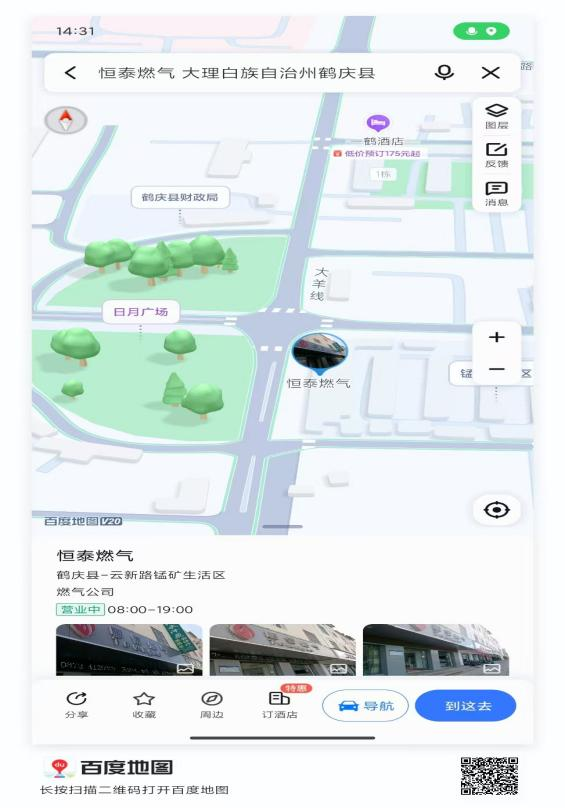 14:31
恒泰燃气 大理白族自治州鹤庆县
路
图层
鹤酒店
低价预订175元起
反馈
1栋
消息
鹤庆县财政局
大羊线
日月广场
恒泰燃气
锰
区
百度地图V20
恒泰燃气
鹤庆县-云新路锰矿生活区
燃气公司
营业中 08:00-19:00
特惠
分享
收藏
周边
订酒店
导航
到这去
du 百度地图
长按扫描二维码打开百度地图